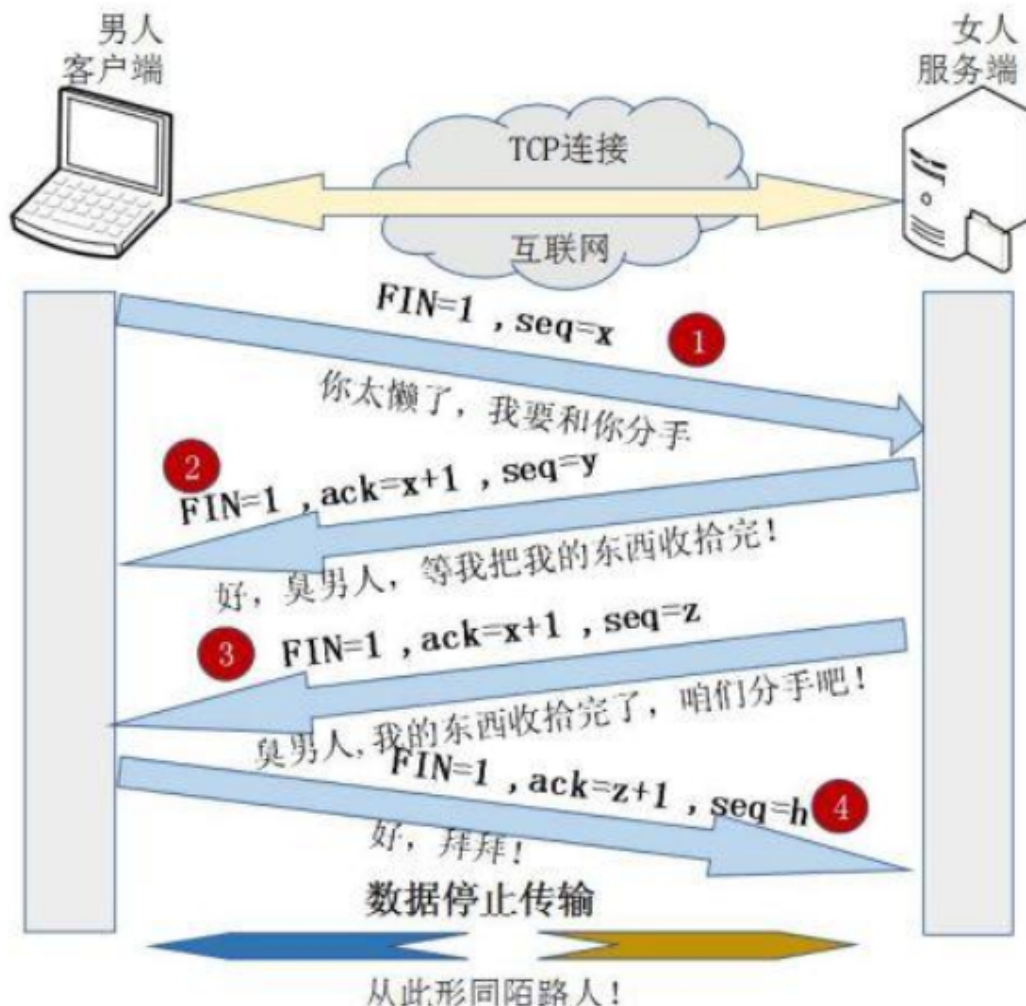 男人
客户端
女人
服务端
TCP连接
互联网
FIN=1 ,seq=x
1
你太懒了，我要和你分手
2
FIN=1 ,ack=x+1 ,seq=y
好，臭男人，等我把我的东西收拾完！
3
FIN=1 ,ack=x+1 ,seq=z
臭男人,我的东西收拾完了，咱们分手吧！
FIN=1 ,ack=z+1 ,seq=h
4
好，拜拜！
数据停止传输
从此形同陌路人！